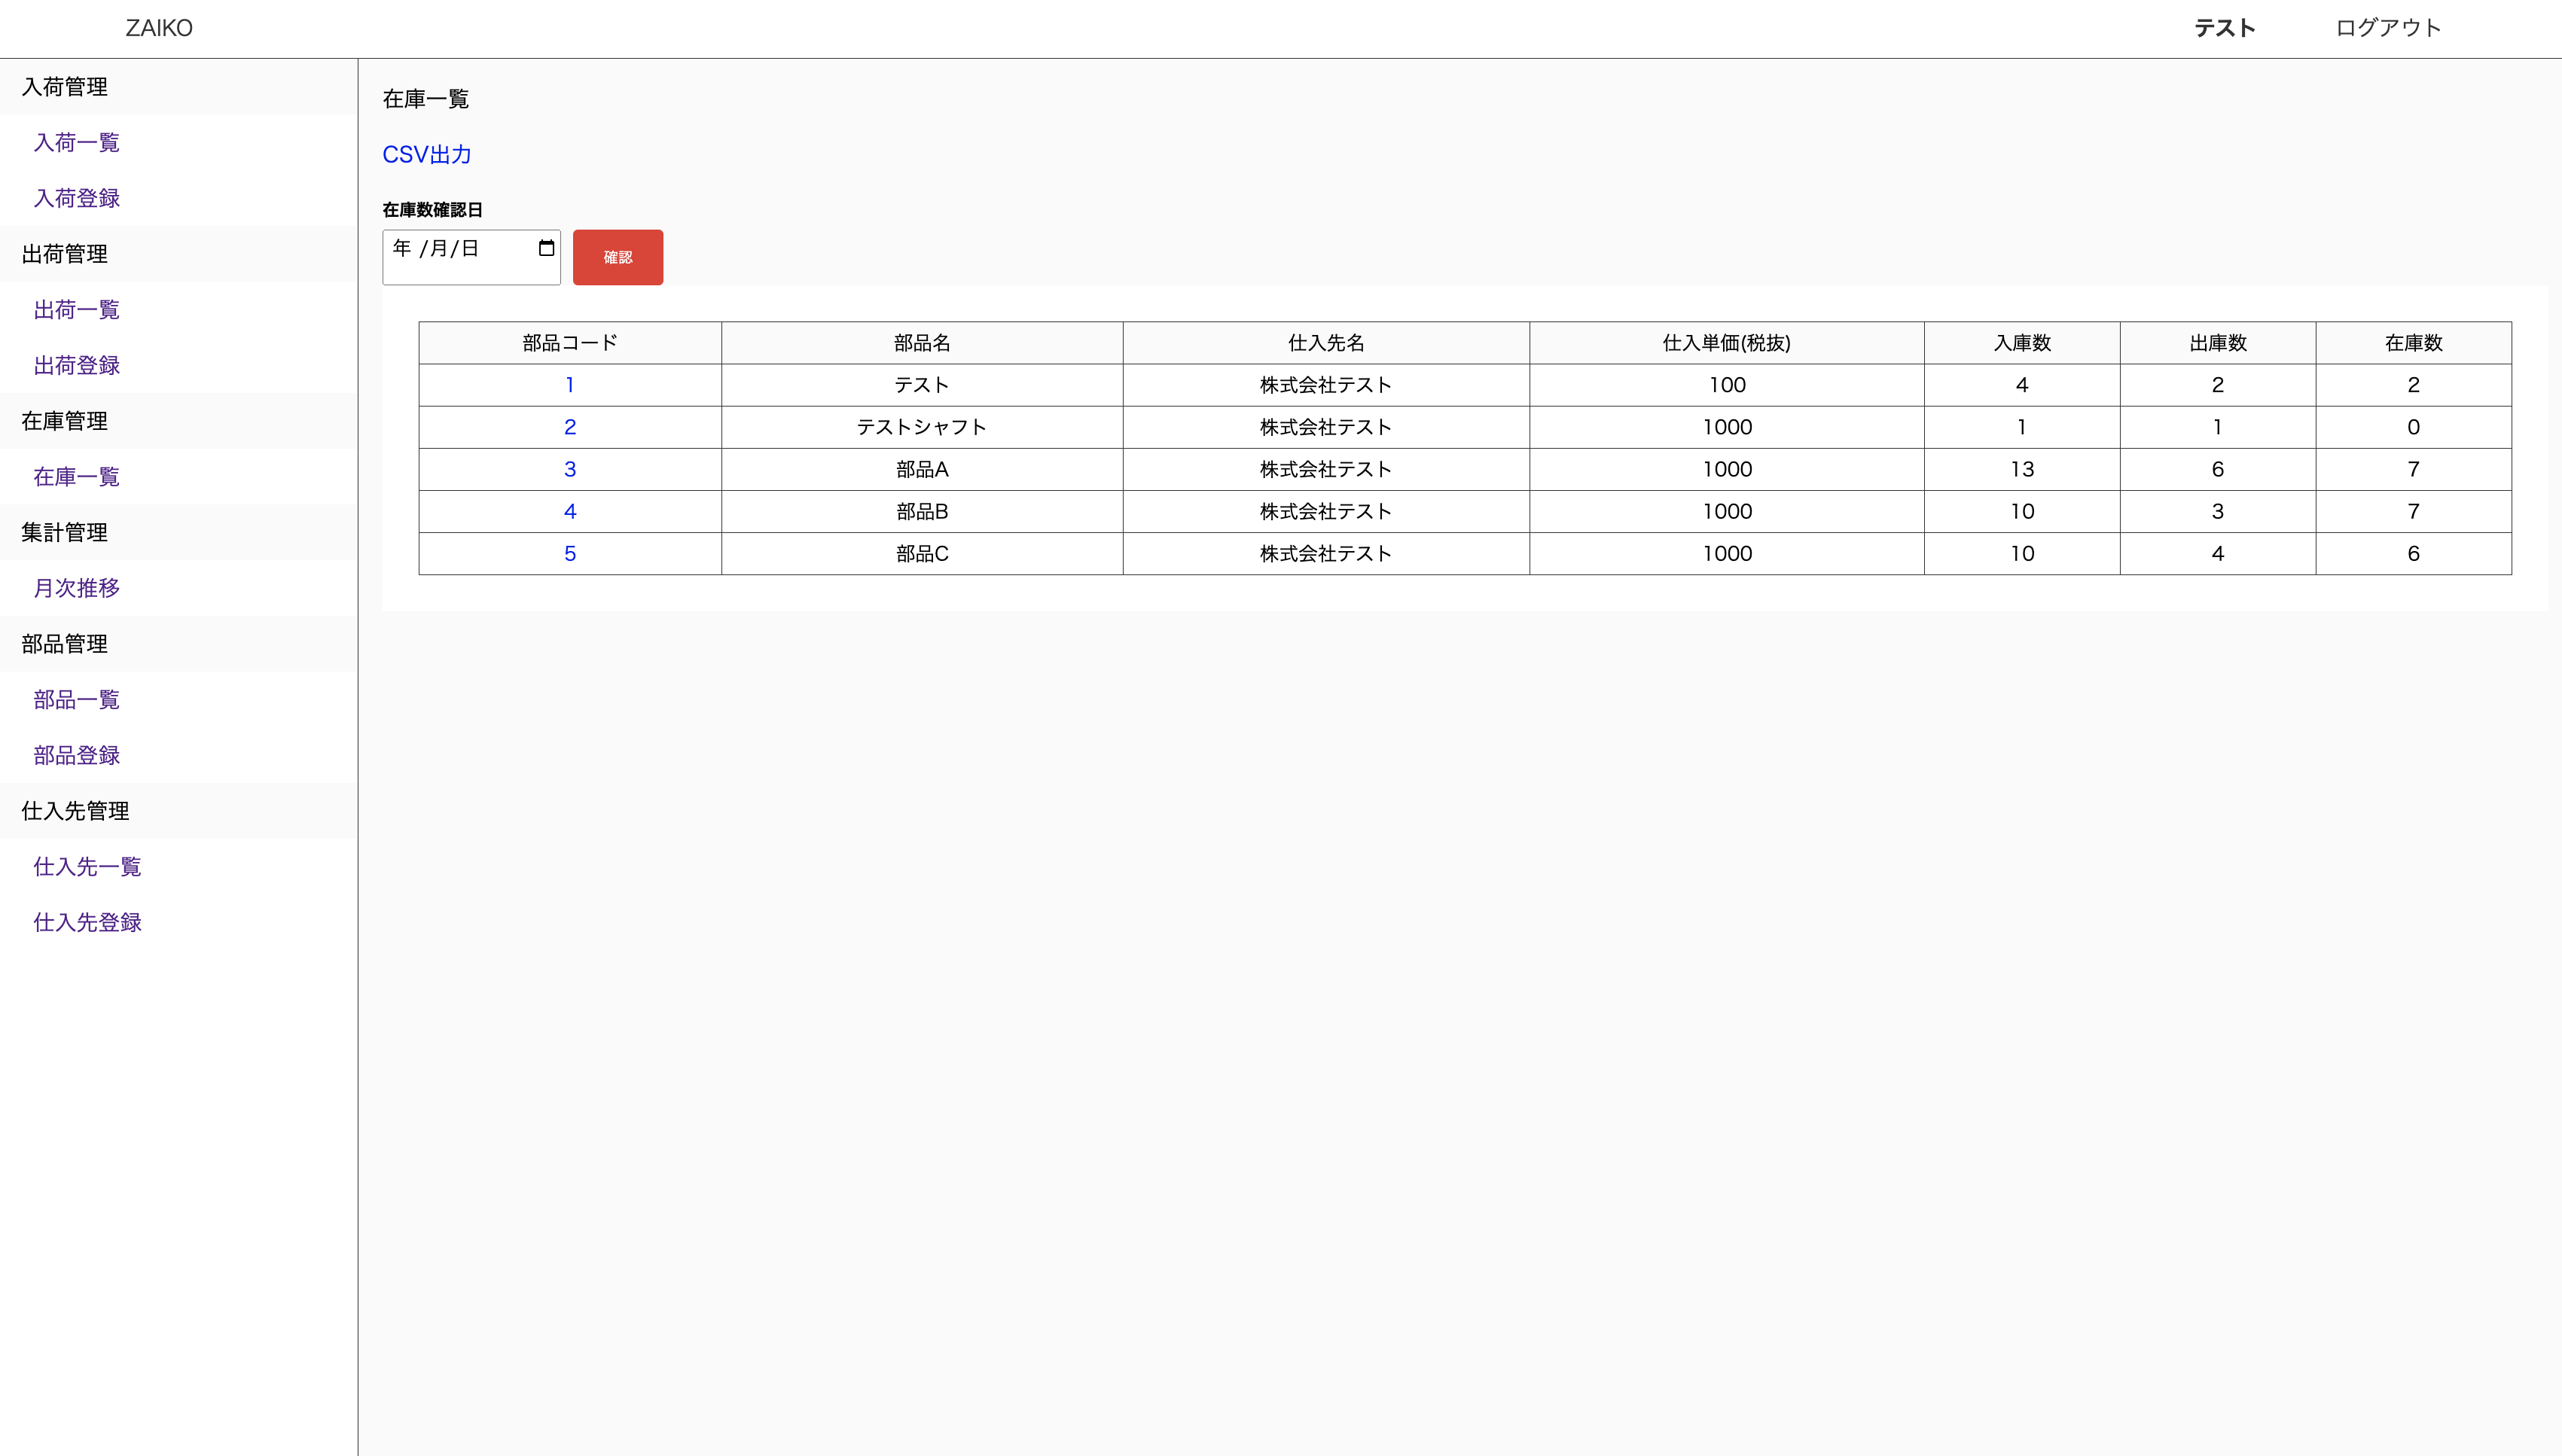 ZAIKO
テスト ログアウト
入荷管理
入荷一覧
入荷登録
出荷管理
出荷一覧
出荷登録
在庫管理
在庫一覧
集計管理
月次推移
部品管理
部品一覧
部品登録
仕入先管理
仕入先一覧
仕入先登録
在庫一覧
CSV出力
在庫数確認日
年 /月/日 確認
部品コード 部品名 仕入先名 仕入単価(税抜) 入庫数 出庫数 在庫数
1 テスト 株式会社テスト 100 4 2 2
2 テストシャフト 株式会社テスト 1000 1 1 0
3 部品A 株式会社テスト 1000 13 6 7
4 部品B 株式会社テスト 1000 10 3 7
5 部品C 株式会社テスト 1000 10 4 6